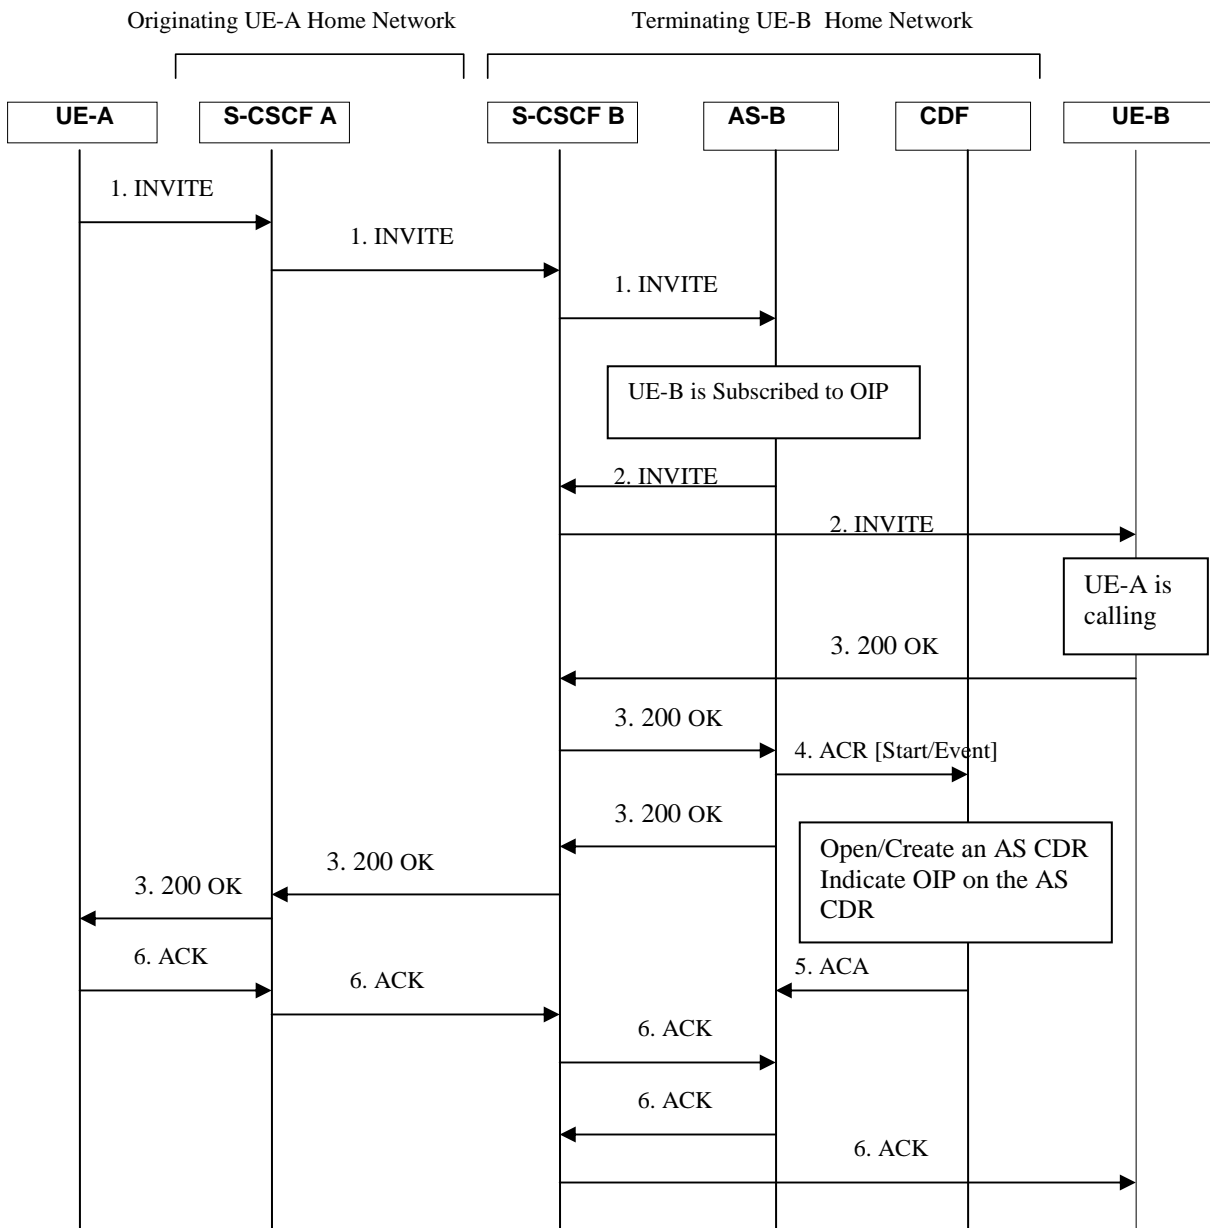 Originating UE-A Home Network
Terminating UE-B Home Network
UE-A
S-CSCF A
S-CSCF B
AS-B
CDF
UE-B
1. INVITE
1. INVITE
1. INVITE
UE-B is Subscribed to OIP
2. INVITE
2. INVITE
UE-A is
calling
3. 200 OK
3. 200 OK
4. ACR [Start/Event]
3. 200 OK
Open/Create an AS CDR
Indicate OIP on the AS
CDR
3. 200 OK
3. 200 OK
6. ACK
5. ACA
6. ACK
6. ACK
6. ACK
6. ACK